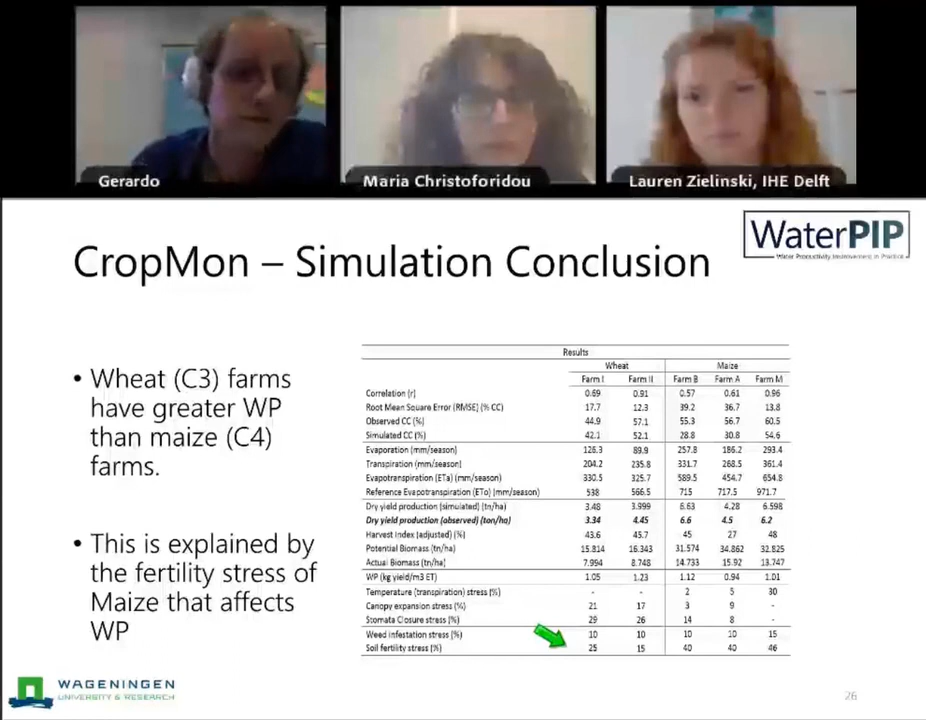 Gerardo
Maria Christoforidou
Lauren Zielinski, IHE Delft
WaterPIP
Water Productivity Improvement in Practice
CropMon – Simulation Conclusion
• Wheat (C3) farms
have greater WP
than maize (C4)
farms.
• This is explained by
the fertility stress of
Maize that affects
WP
Results
Wheat Maize
Farm I Farm II Farm B Farm A Farm M
Correlation (r) 0.69 0.91 0.57 0.61 0.96
Root Mean Square Error (RMSE) (% CC) 17.7 12.3 39.2 36.7 13.8
Observed CC (%) 44.9 57.1 55.3 56.7 60.5
Simulated CC (%) 42.1 52.1 28.8 30.8 54.6
Evaporation (mm/season) 126.3 89.9 257.8 186.2 293.4
Transpiration (mm/season) 204.2 235.8 331.7 268.5 361.4
Evapotranspiration (ETa) (mm/season) 330.5 325.7 589.5 454.7 654.8
Reference Evapotranspiration (ETo) (mm/season) 538 566.5 715 717.5 971.7
Dry yield production (simulated) (tn/ha) 3.48 3.999 6.63 4.28 6.598
Dry yield production (observed) (ton/ha) 3.34 4.45 6.6 4.5 6.2
Harvest Index (adjusted) (%) 43.6 45.7 45 27 48
Potential Biomass (tn/ha) 15.814 16.343 31.574 34.862 32.825
Actual Biomass (tn/ha) 7.994 8.748 14.733 15.92 13.747
WP (kg yield/m3 ET) 1.05 1.23 1.12 0.94 1.01
Temperature (transpiration) stress (%) - - 2 5 30
Canopy expansion stress (%) 21 17 3 9 -
Stomata Closure stress (%) 29 26 14 8 -
Weed infestation stress (%) 10 10 10 10 15
Soil fertility stress (%) 25 15 40 40 46
WAGENINGEN
UNIVERSITY & RESEARCH
26